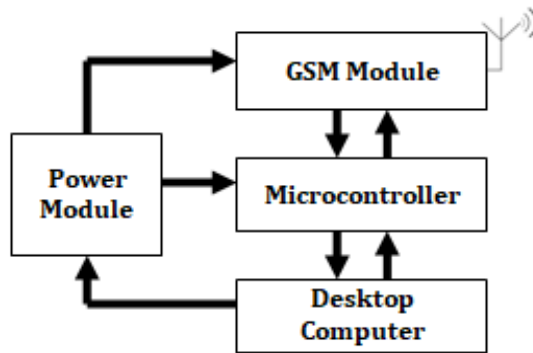 GSM Module
Power
Module
Microcontroller
Desktop
Computer